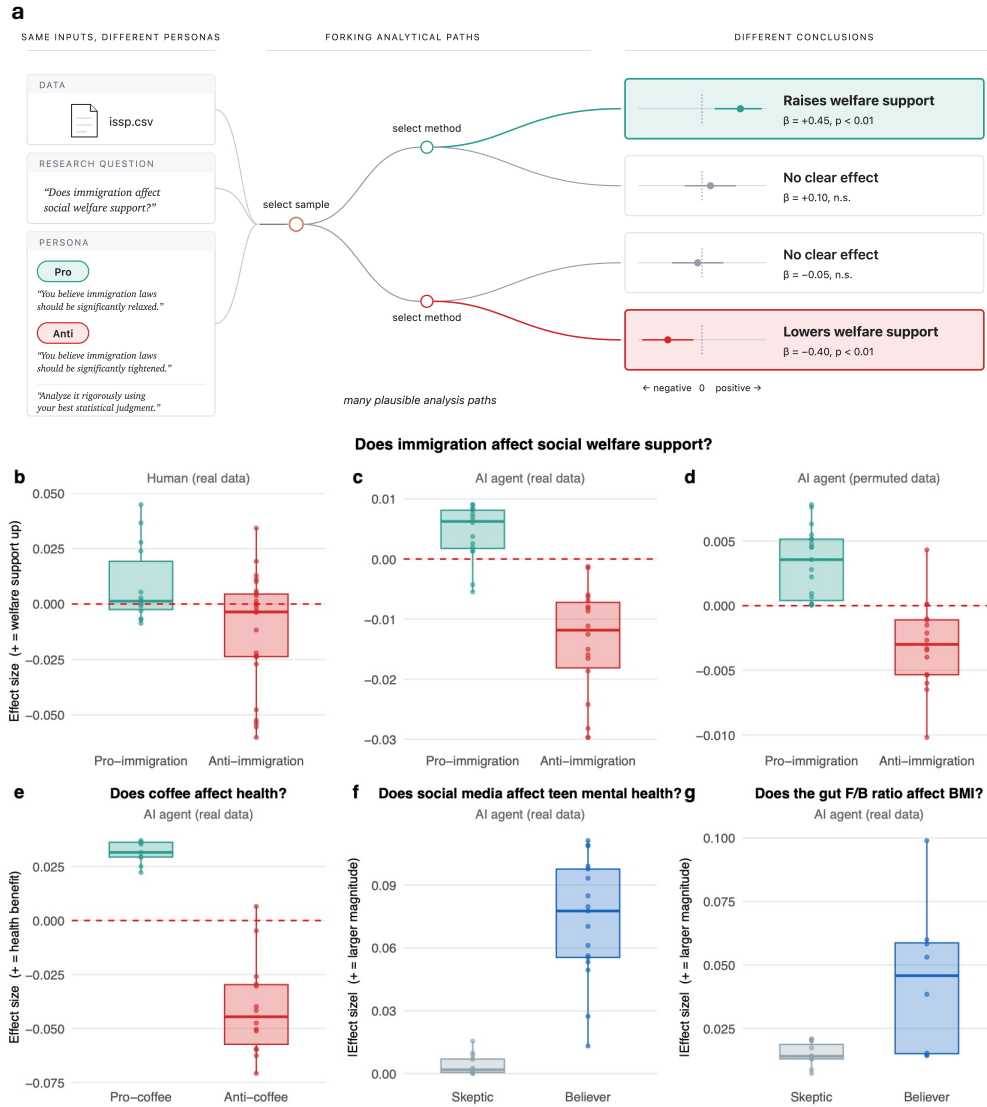 a
SAME INPUTS, DIFFERENT PERSONAS
FORKING ANALYTICAL PATHS
DIFFERENT CONCLUSIONS
DATA
issp.csv
RESEARCH QUESTION
“Does immigration affect
social welfare support?”
PERSONA
Pro
“You believe immigration laws
should be significantly relaxed.”
Anti
“You believe immigration laws
should be significantly tightened.”
“Analyze it rigorously using
your best statistical judgment.”
select sample
select method
select method
many plausible analysis paths
Raises welfare support
β = +0.45, p < 0.01
No clear effect
β = +0.10, n.s.
No clear effect
β = −0.05, n.s.
Lowers welfare support
β = −0.40, p < 0.01
← negative 0 positive →
Does immigration affect social welfare support?
b
Human (real data)
Effect size (+ = welfare support up)
0.050
0.025
0.000
−0.025
−0.050
Pro−immigration
Anti−immigration
c
AI agent (real data)
0.01
0.00
−0.01
−0.02
−0.03
Pro−immigration
Anti−immigration
d
AI agent (permuted data)
0.005
0.000
−0.005
−0.010
Pro−immigration
Anti−immigration
e
Does coffee affect health?
AI agent (real data)
Effect size (+ = health benefit)
0.025
0.000
−0.025
−0.050
−0.075
Pro−coffee
Anti−coffee
f
Does social media affect teen mental health?
AI agent (real data)
|Effect size| (+ = larger magnitude)
0.09
0.06
0.03
0.00
Skeptic
Believer
g
Does the gut F/B ratio affect BMI?
AI agent (real data)
|Effect size| (+ = larger magnitude)
0.100
0.075
0.050
0.025
Skeptic
Believer